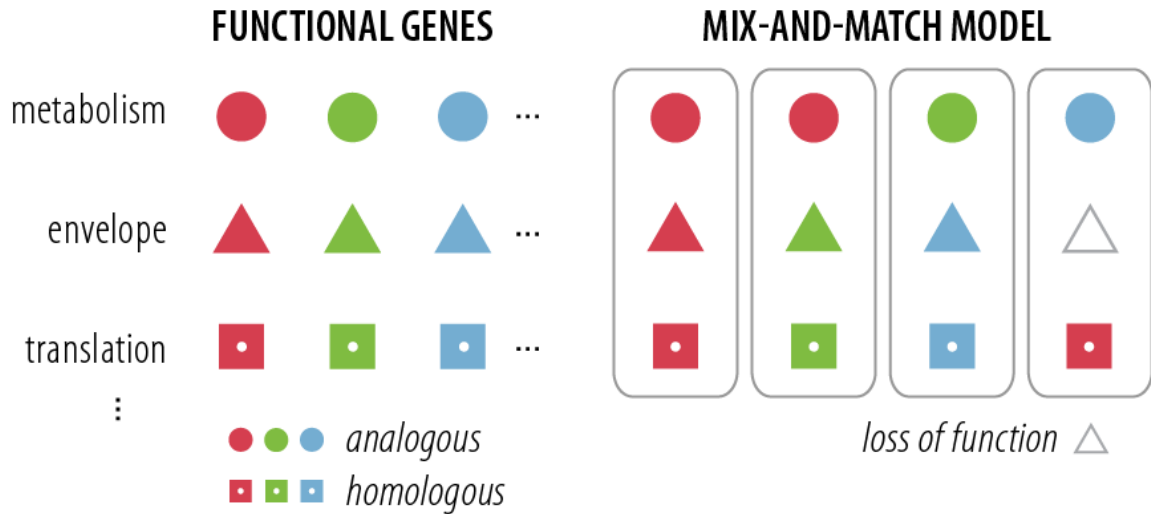 FUNCTIONAL GENES
MIX-AND-MATCH MODEL
metabolism
...
envelope
...
translation
...
⋮
analogous
homologous
loss of function